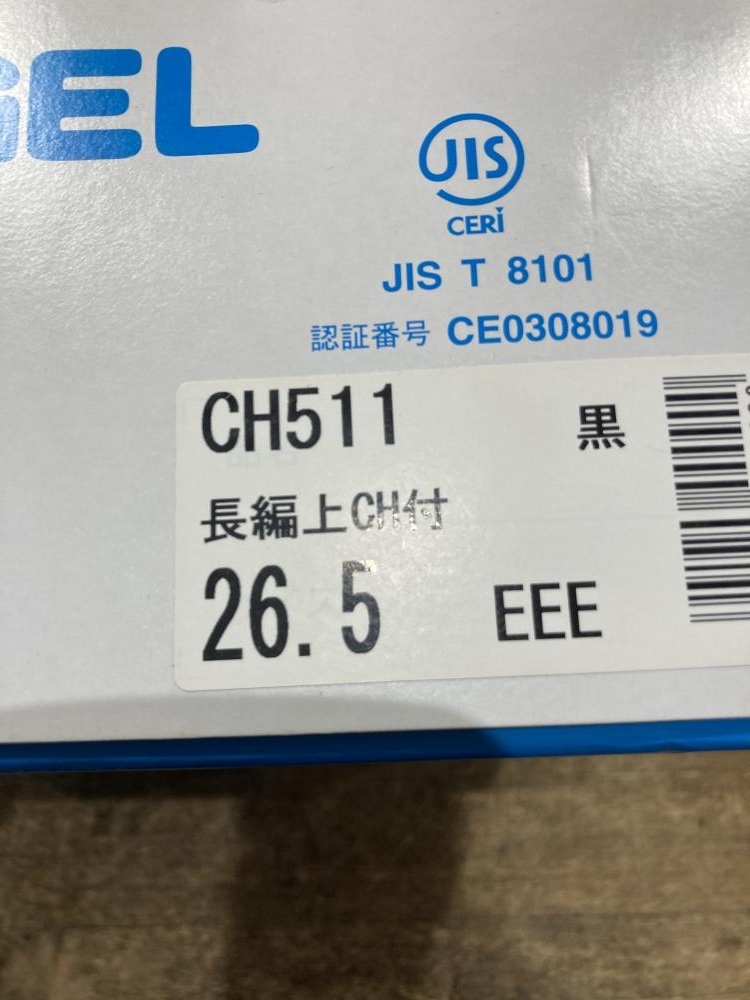 GEL
JIS
CERI
JIS T 8101
認証番号 CE0308019
CH511 黒
長編上CH付
26.5 EEE